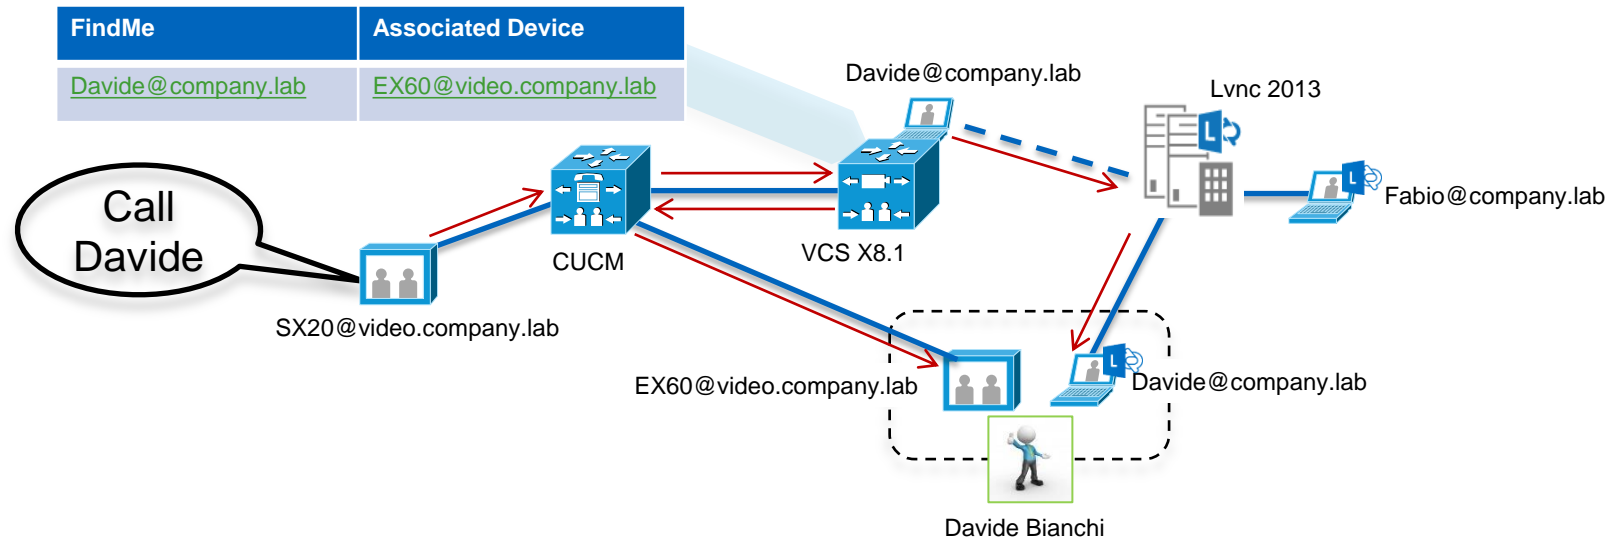 FindMe Associated Device
Davide@company.lab EX60@video.company.lab
Davide@company.lab
Lvnc 2013
Call
Davide
CUCM
VCS X8.1
Fabio@company.lab
SX20@video.company.lab
EX60@video.company.lab
Davide@company.lab
Davide Bianchi
L
L
L